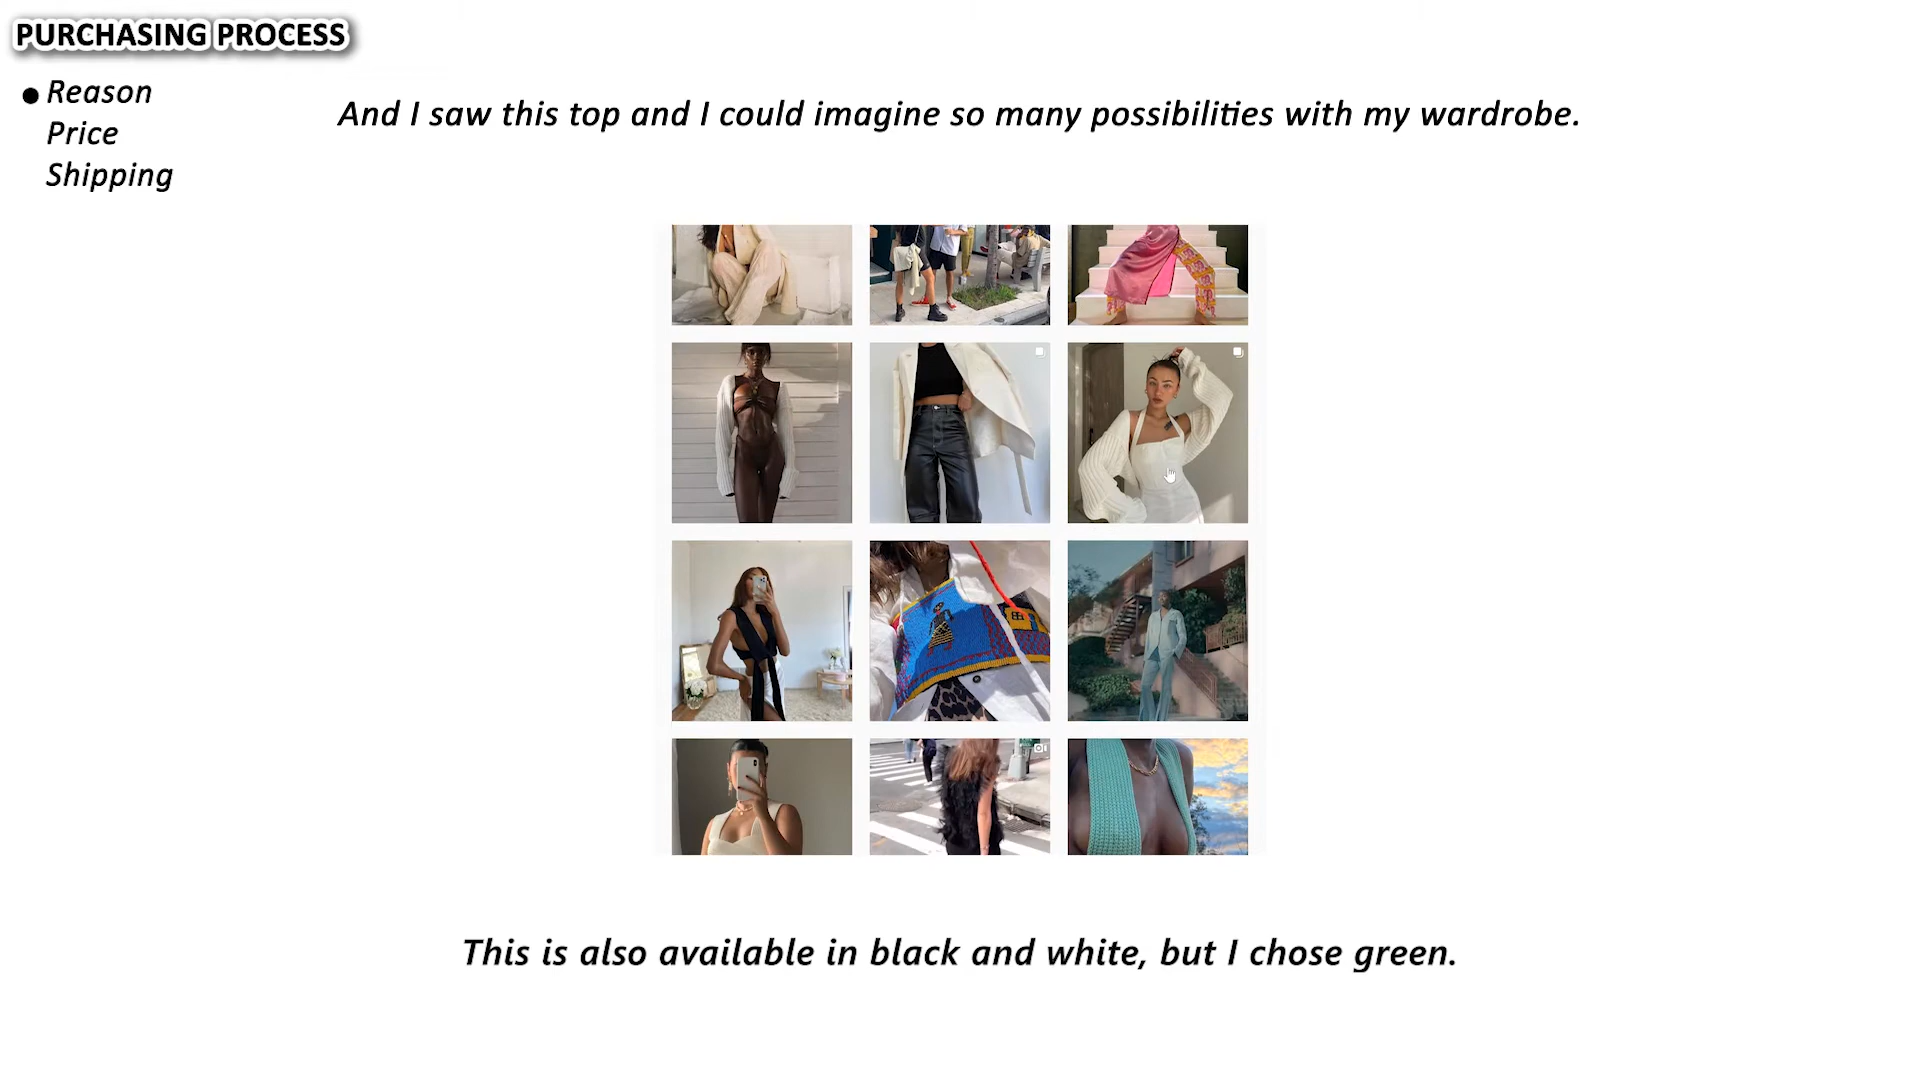 PURCHASING PROCESS
Reason
Price
Shipping
And I saw this top and I could imagine so many possibilities with my wardrobe.
This is also available in black and white, but I chose green.